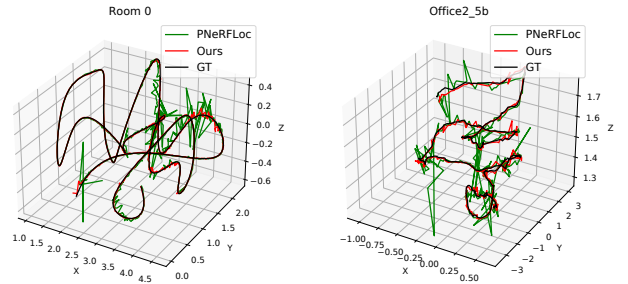 Room 0
PNeRFLoc
Ours
GT
0.4
0.2
0.0
−0.2
−0.4
−0.6
Z
1.0 1.5 2.0 2.5 3.0 3.5 4.0 4.5
X
0.0 0.5 1.0 1.5 2.0
Y
Office2_5b
PNeRFLoc
Ours
GT
1.7
1.6
1.5
1.4
1.3
Z
−1.00 −0.75 −0.50 −0.25 0.00 0.25 0.50
X
−3 −2 −1 0 1 2 3
Y